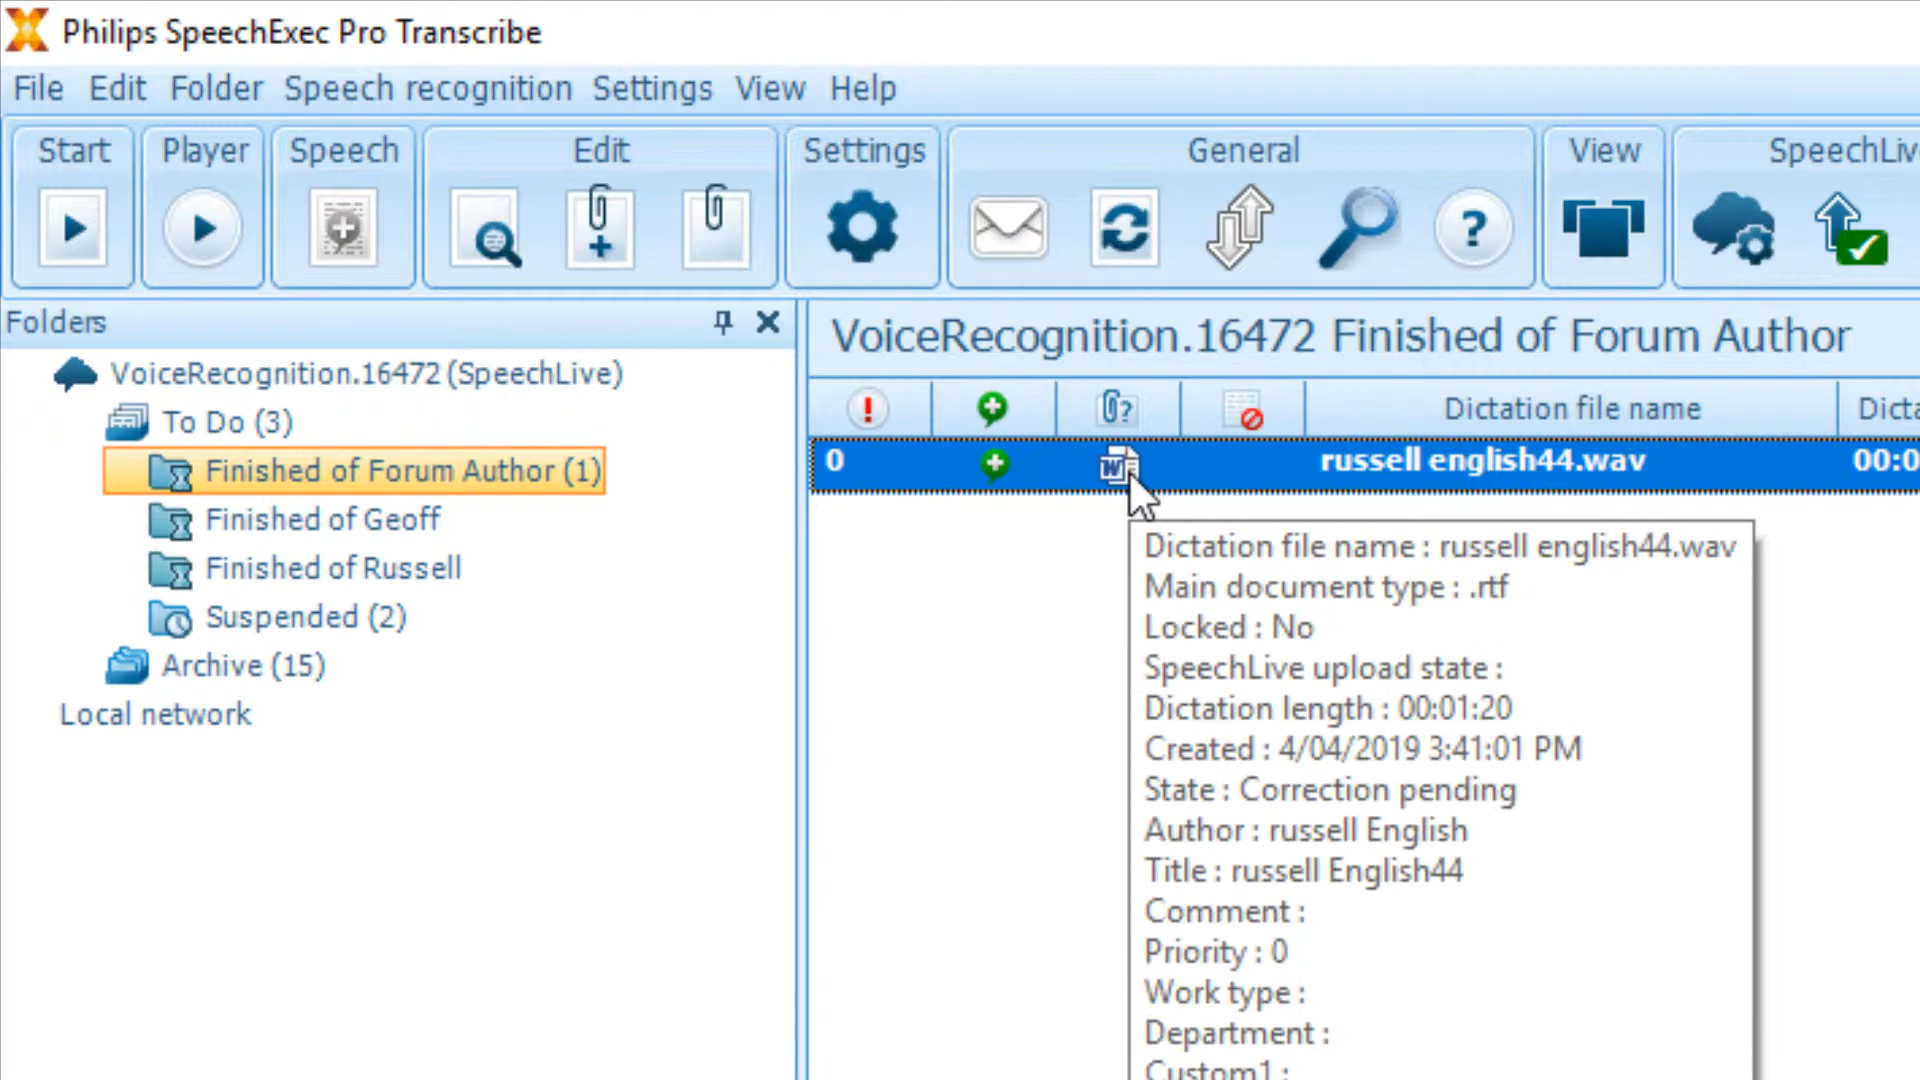 Philips SpeechExec Pro Transcribe
File Edit Folder Speech recognition Settings View Help
Start Player Speech Edit Settings General View SpeechLiv
Folders
VoiceRecognition.16472 (SpeechLive)
To Do (3)
Finished of Forum Author (1)
Finished of Geoff
Finished of Russell
Suspended (2)
Archive (15)
Local network
VoiceRecognition.16472 Finished of Forum Author
Dictation file name Dicta
0 russell english44.wav 00:0
Dictation file name : russell english44.wav
Main document type : .rtf
Locked : No
SpeechLive upload state :
Dictation length : 00:01:20
Created : 4/04/2019 3:41:01 PM
State : Correction pending
Author : russell English
Title : russell English44
Comment :
Priority : 0
Work type :
Department :
Custom1 :